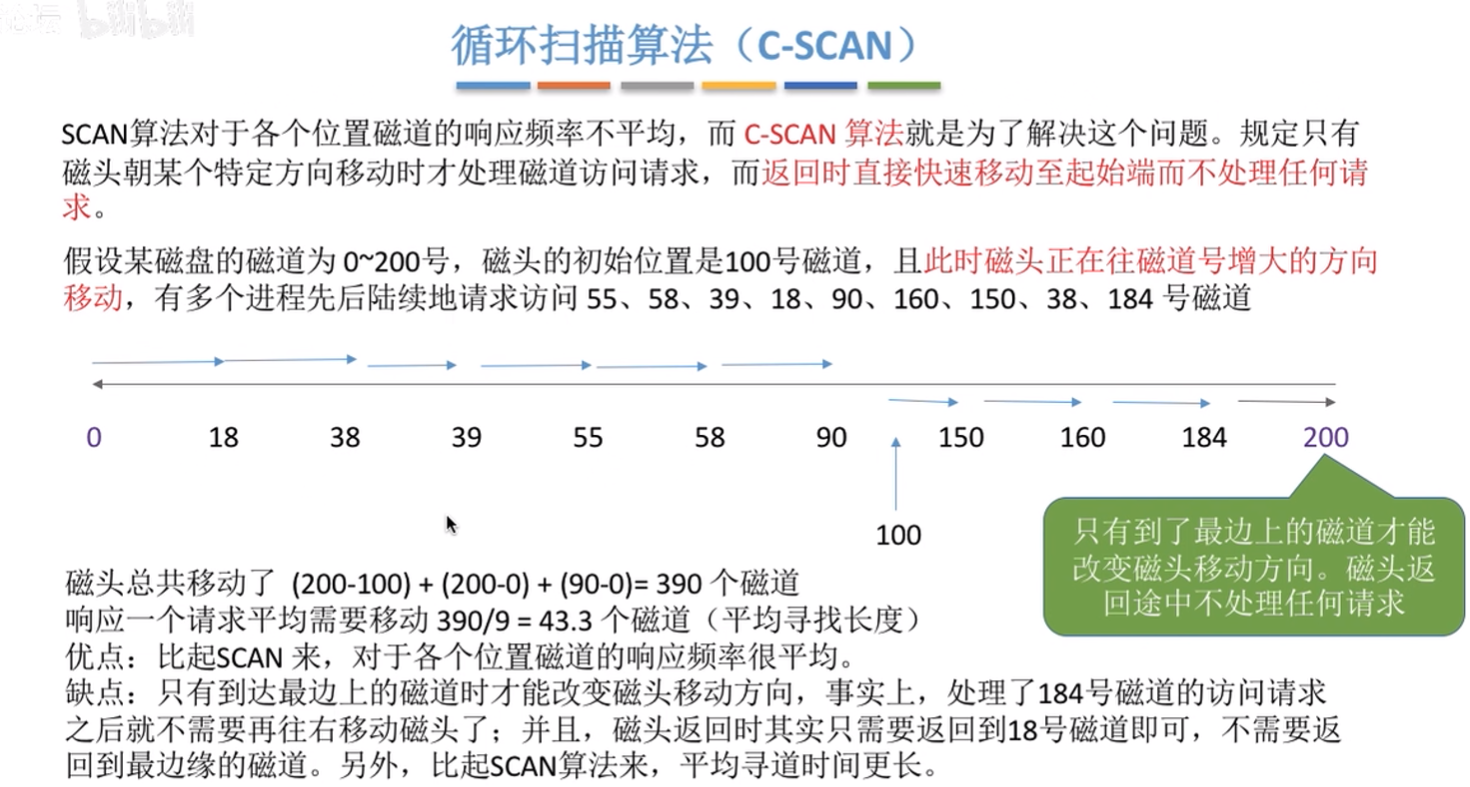 论坛 bilibili
循环扫描算法（C-SCAN）
SCAN算法对于各个位置磁道的响应频率不平均，而 C-SCAN 算法就是为了解决这个问题。规定只有
磁头朝某个特定方向移动时才处理磁道访问请求，而返回时直接快速移动至起始端而不处理任何请
求。
假设某磁盘的磁道为 0~200号，磁头的初始位置是100号磁道，且此时磁头正在往磁道号增大的方向
移动，有多个进程先后陆续地请求访问 55、58、39、18、90、160、150、38、184 号磁道
0 18 38 39 55 58 90 150 160 184 200
100
只有到了最边上的磁道才能
改变磁头移动方向。磁头返
回途中不处理任何请求
磁头总共移动了 (200-100) + (200-0) + (90-0)= 390 个磁道
响应一个请求平均需要移动 390/9 = 43.3 个磁道（平均寻找长度）
优点：比起SCAN 来，对于各个位置磁道的响应频率很平均。
缺点：只有到达最边上的磁道时才能改变磁头移动方向，事实上，处理了184号磁道的访问请求
之后就不需要再往右移动磁头了；并且，磁头返回时其实只需要返回到18号磁道即可，不需要返
回到最边缘的磁道。另外，比起SCAN算法来，平均寻道时间更长。